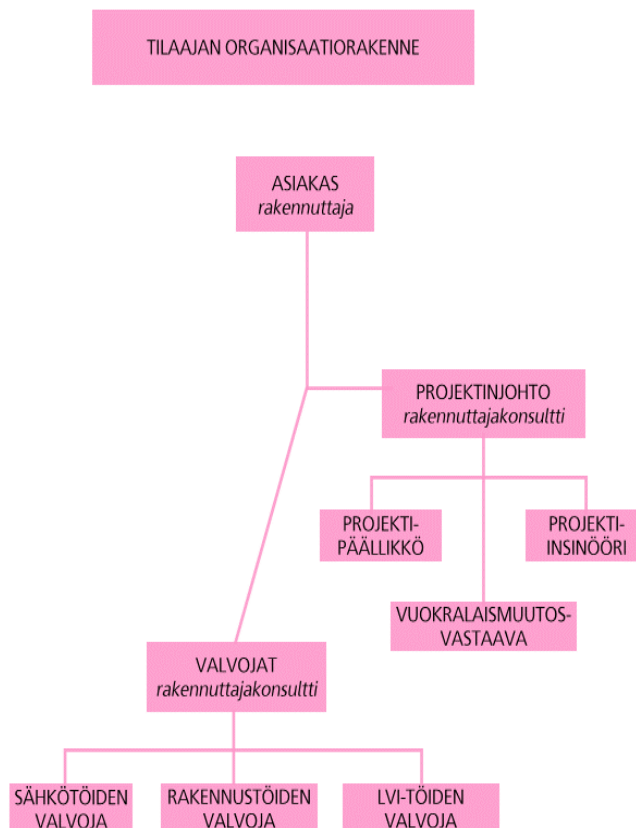 TILAAJAN ORGANISAATIORAKENNE
ASIAKAS
rakennuttaja
PROJEKTINJOHTO
rakennuttajakonsultti
PROJEKTI-
PÄÄLLIKKÖ
PROJEKTI-
INSINÖÖRI
VUOKRALAISMUUTOS-
VASTAAVA
VALVOJAT
rakennuttajakonsultti
SÄHKÖTÖIDEN
VALVOJA
RAKENNUSTÖIDEN
VALVOJA
LVI-TÖIDEN
VALVOJA